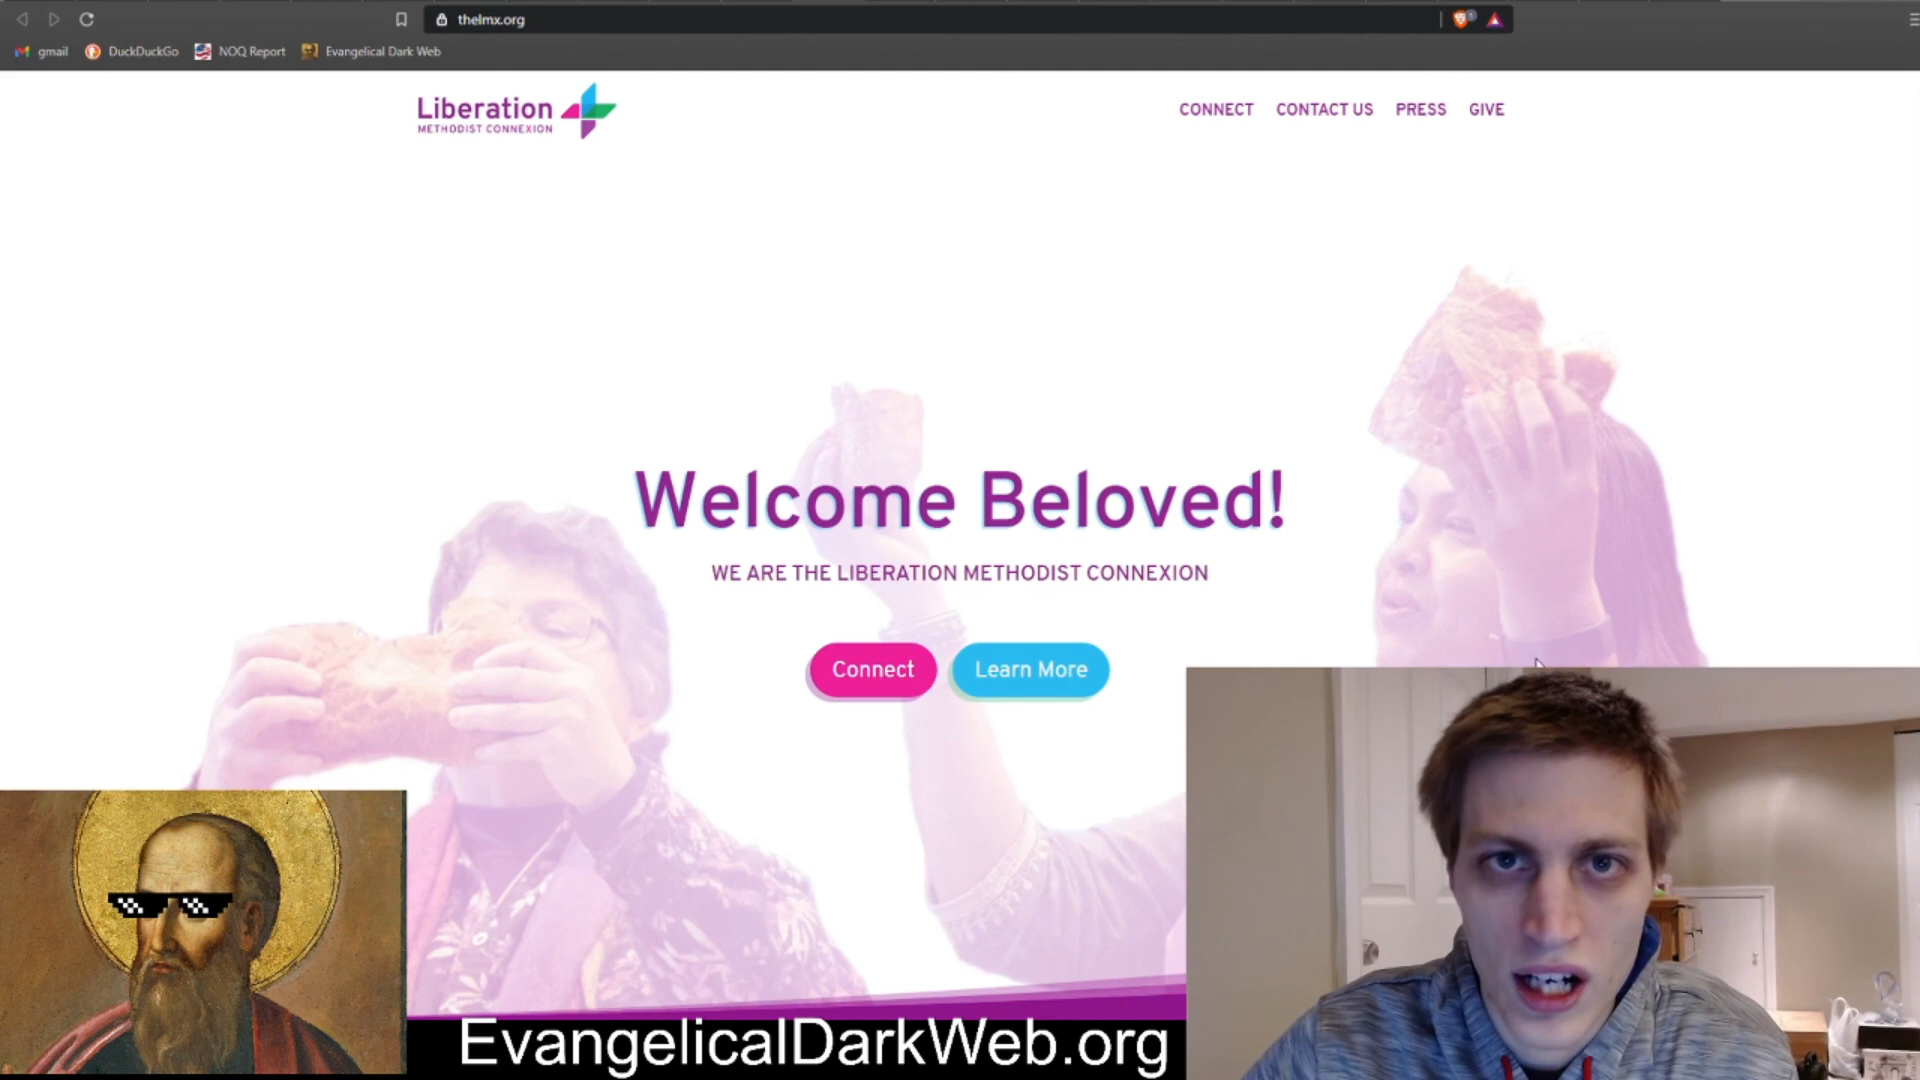 thelmx.org
gmail
DuckDuckGo
NOQ Report
Evangelical Dark Web
Liberation
METHODIST CONNEXION
CONNECT
CONTACT US
PRESS
GIVE
Welcome Beloved!
WE ARE THE LIBERATION METHODIST CONNEXION
Connect
Learn More
EvangelicalDarkWeb.org